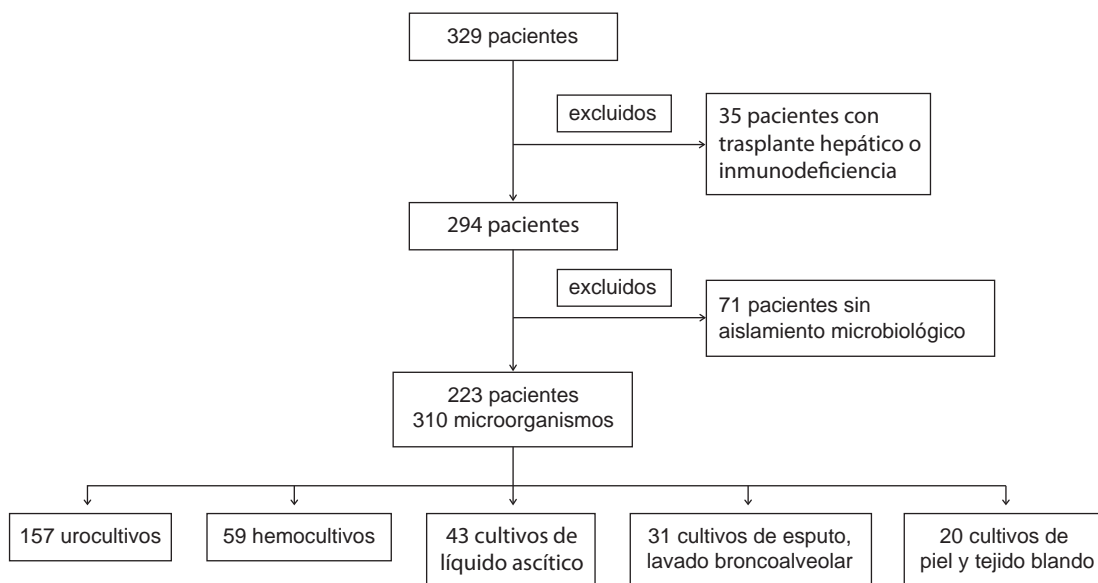 329 pacientes
excluidos
35 pacientes con
trasplante hepático o
inmunodeficiencia
294 pacientes
excluidos
71 pacientes sin
aislamiento microbiológico
223 pacientes
310 microorganismos
157 urocultivos
59 hemocultivos
43 cultivos de
líquido ascítico
31 cultivos de esputo,
lavado broncoalveolar
20 cultivos de
piel y tejido blando